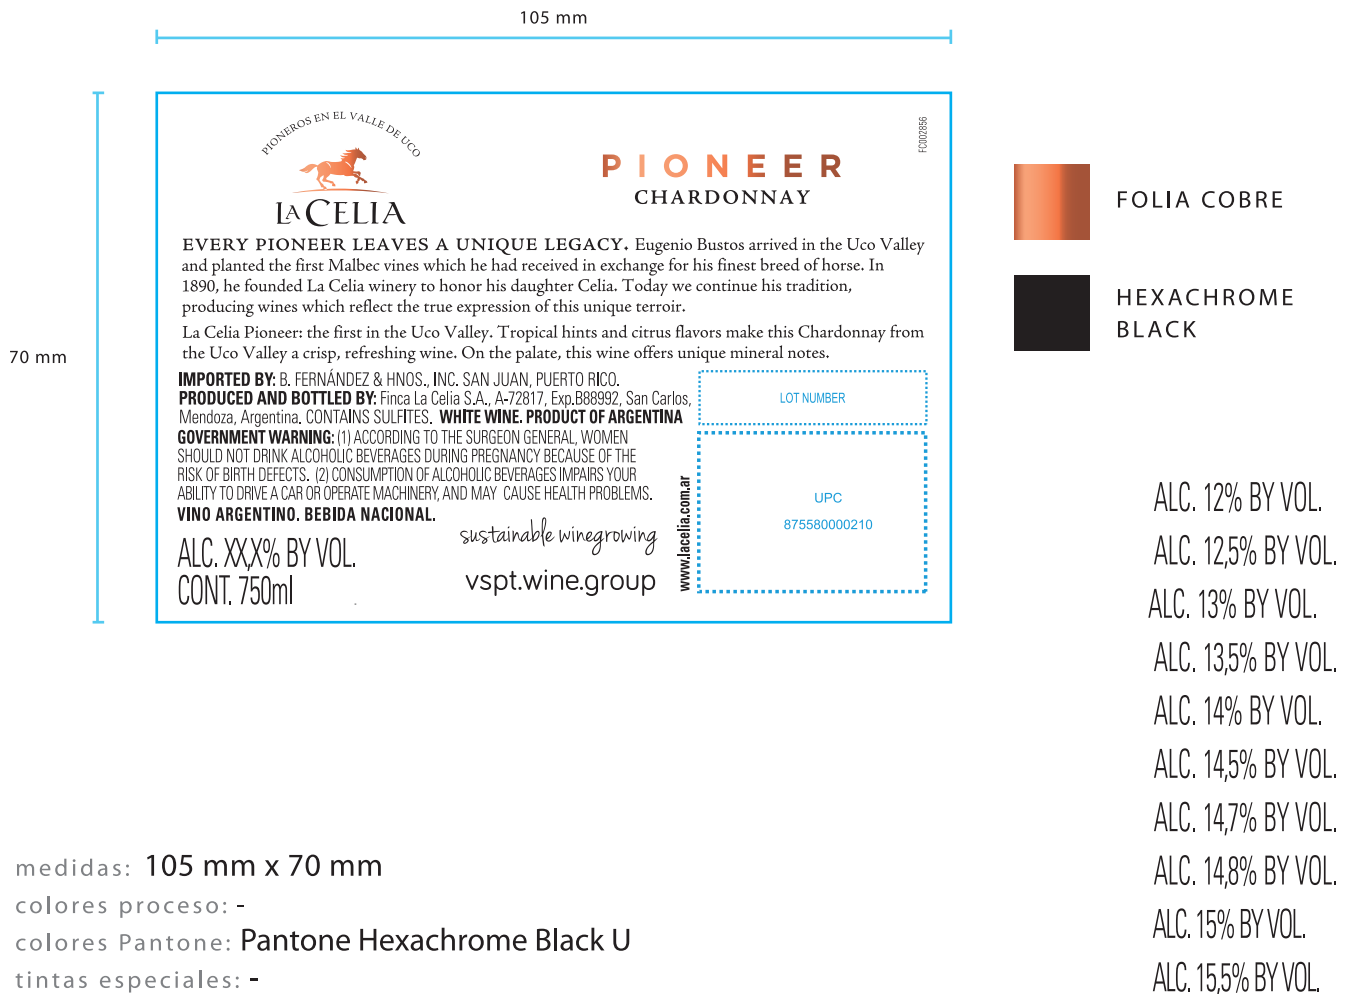 105 mm
70 mm
PIONEROS EN EL VALLE DE UCO
LA CELIA
PIONEER
CHARDONNAY
FC002856
EVERY PIONEER LEAVES A UNIQUE LEGACY. Eugenio Bustos arrived in the Uco Valley
and planted the first Malbec vines which he had received in exchange for his finest breed of horse. In
1890, he founded La Celia winery to honor his daughter Celia. Today we continue his tradition,
producing wines which reflect the true expression of this unique terroir.
La Celia Pioneer: the first in the Uco Valley. Tropical hints and citrus flavors make this Chardonnay from
the Uco Valley a crisp, refreshing wine. On the palate, this wine offers unique mineral notes.
IMPORTED BY: B. FERNÁNDEZ & HNOS., INC. SAN JUAN, PUERTO RICO.
PRODUCED AND BOTTLED BY: Finca La Celia S.A., A-72817, Exp.B88992, San Carlos,
Mendoza, Argentina. CONTAINS SULFITES. WHITE WINE. PRODUCT OF ARGENTINA
GOVERNMENT WARNING: (1) ACCORDING TO THE SURGEON GENERAL, WOMEN
SHOULD NOT DRINK ALCOHOLIC BEVERAGES DURING PREGNANCY BECAUSE OF THE
RISK OF BIRTH DEFECTS. (2) CONSUMPTION OF ALCOHOLIC BEVERAGES IMPAIRS YOUR
ABILITY TO DRIVE A CAR OR OPERATE MACHINERY, AND MAY CAUSE HEALTH PROBLEMS.
VINO ARGENTINO. BEBIDA NACIONAL.
ALC. XX,X% BY VOL.
CONT. 750ml
sustainable winegrowing
vspt.wine.group
www.lacelia.com.ar
LOT NUMBER
UPC
875580000210
FOLIA COBRE
HEXACHROME
BLACK
ALC. 12% BY VOL.
ALC. 12,5% BY VOL.
ALC. 13% BY VOL.
ALC. 13,5% BY VOL.
ALC. 14% BY VOL.
ALC. 14,5% BY VOL.
ALC. 14,7% BY VOL.
ALC. 14,8% BY VOL.
ALC. 15% BY VOL.
ALC. 15,5% BY VOL.
medidas: 105 mm x 70 mm
colores proceso: -
colores Pantone: Pantone Hexachrome Black U
tintas especiales: -